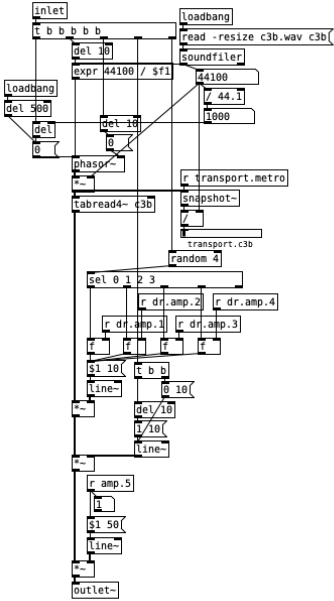 inlet
loadbang
t b b b b b
read -resize c3b.wav c3b
del 10
soundfiler
expr 44100 / $f1
44100
loadbang
/ 44.1
del 500
1000
del
del 10
0
0
phasor~
*~
r transport.metro
tabread4~ c3b
snapshot~
/
transport.c3b
random 4
sel 0 1 2 3
r dr.amp.2
r dr.amp.4
r dr.amp.1
r dr.amp.3
f
f
f
f
$1 10
t b b
line~
0 10
*~
del 10
1 10
line~
*~
r amp.5
1
$1 50
line~
*~
outlet~